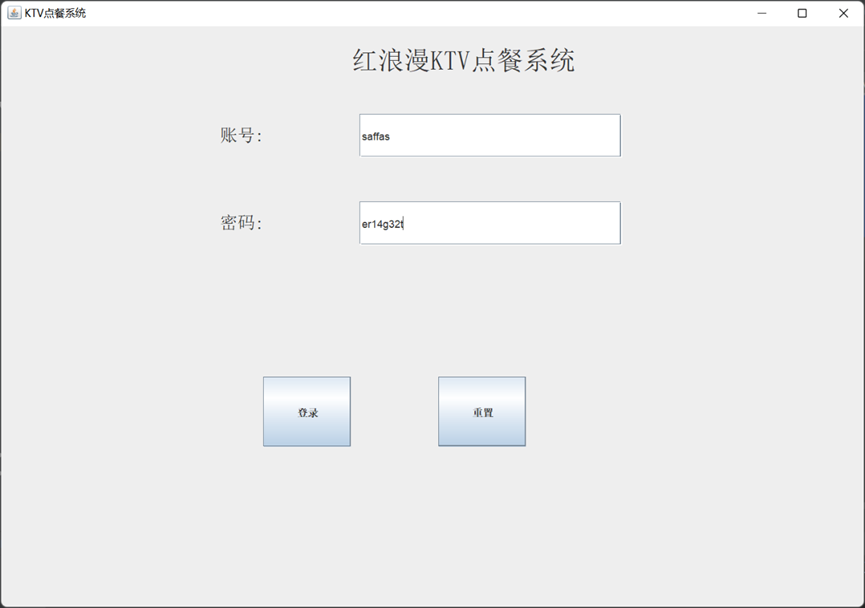 KTV点餐系统
红浪漫KTV点餐系统
账号:
saffas
密码:
er14g32t
登录
重置